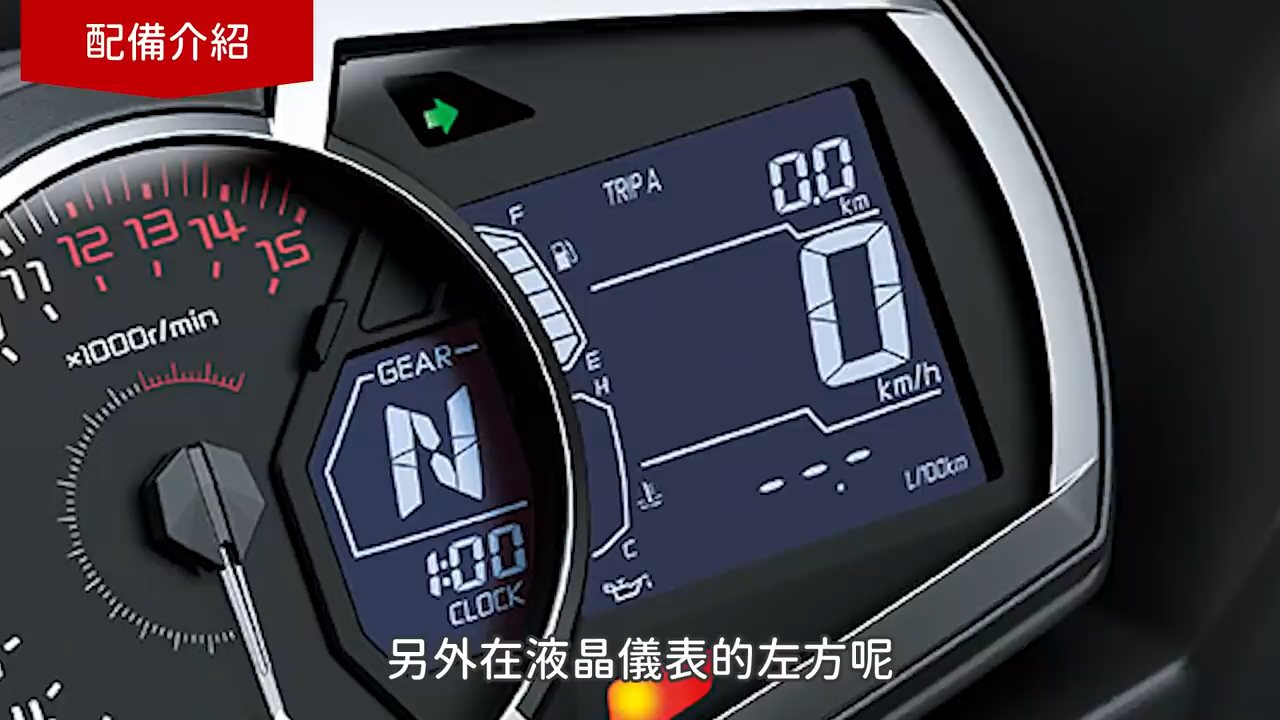 配備介紹
11 12 13 14 15
×1000r/min
GEAR
N
1:00
CLOCK
TRIP A
0.0
km
F
E
0
km/h
H
C
--.-
L/100km
另外在液晶儀表的左方呢